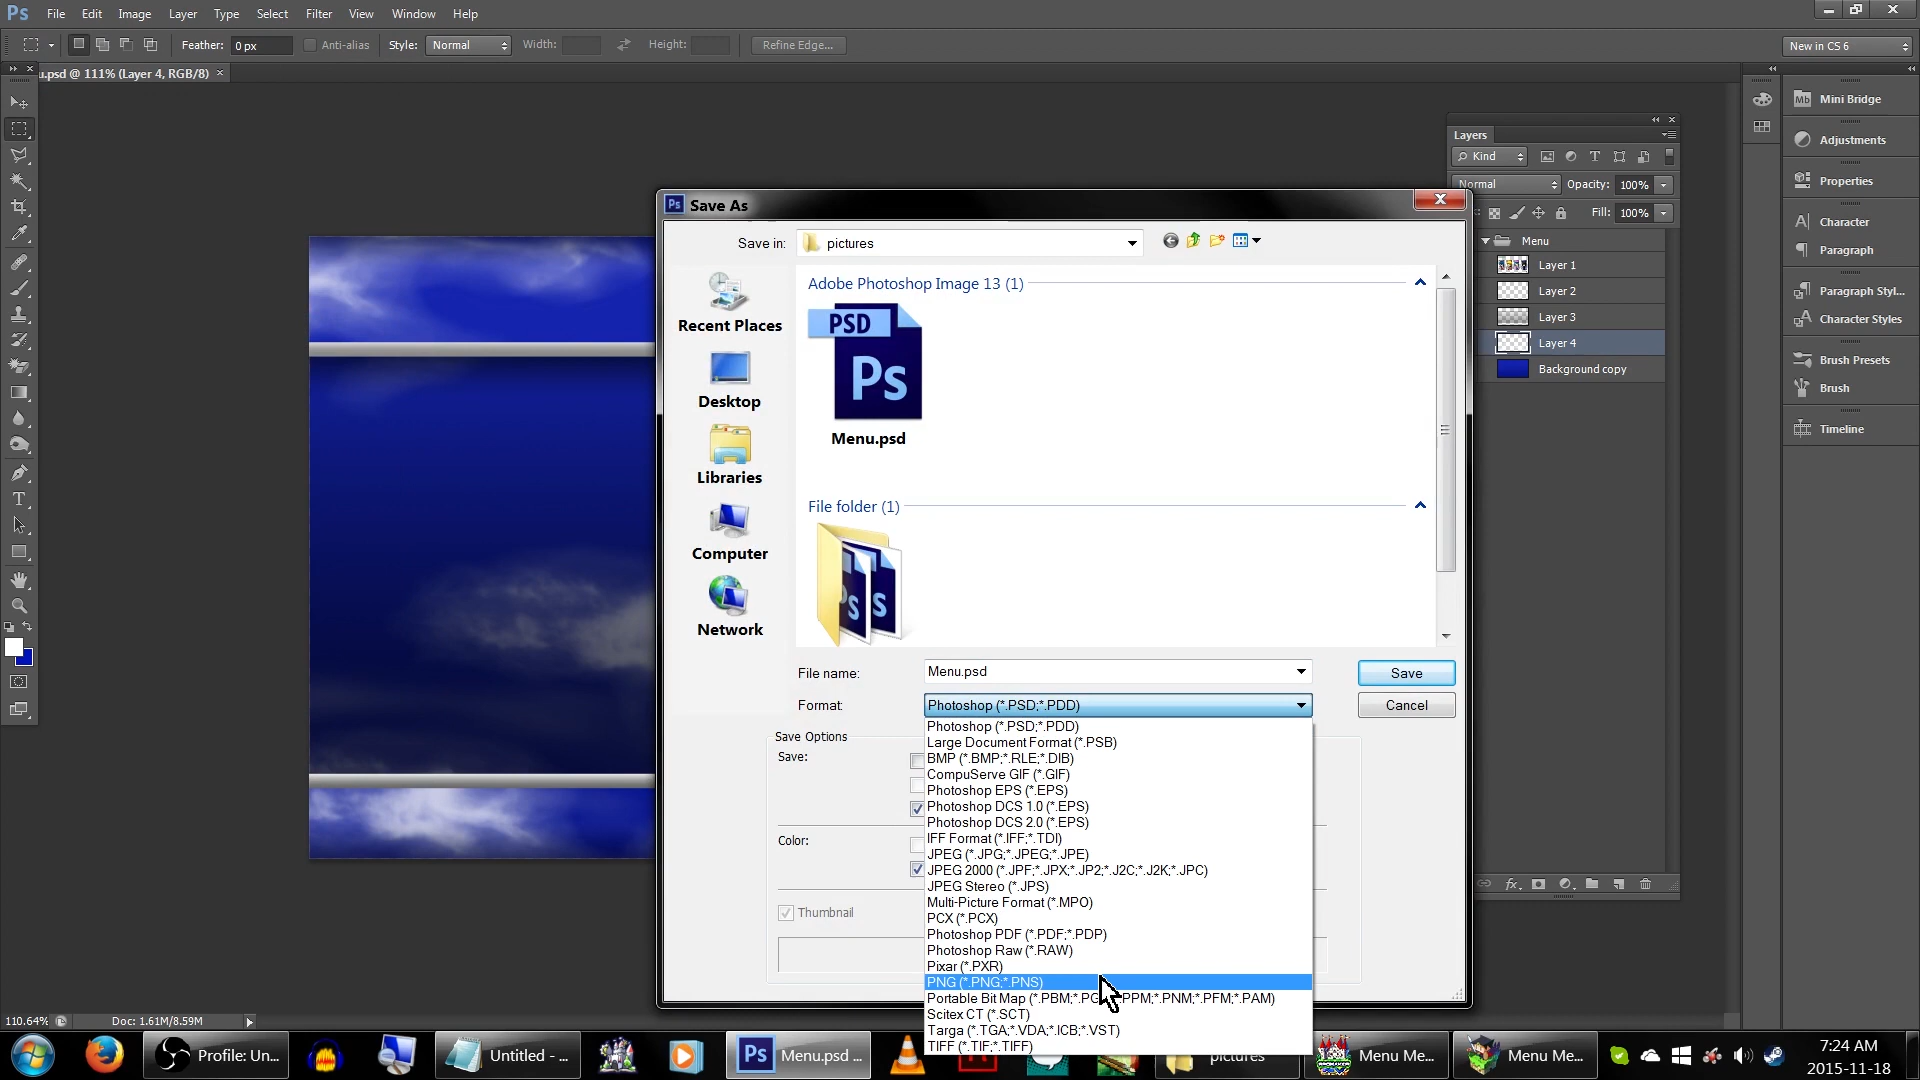 Ps File Edit Image Layer Type Select Filter View Window Help
Feather: 0 px Anti-alias Style: Normal Width: Height: Refine Edge... New in CS 6
u.psd @ 111% (Layer 4, RGB/8) ×
Mb Mini Bridge
Adjustments
Properties
Character
Paragraph
Paragraph Styl...
Character Styles
Brush Presets
Brush
Timeline
Layers
Kind
Normal Opacity: 100%
Fill: 100%
Menu
Layer 1
Layer 2
Layer 3
Layer 4
Background copy
fx
Ps Save As
Save in: pictures
Recent Places
Desktop
Libraries
Computer
Network
Adobe Photoshop Image 13 (1)
PSD
Ps
Menu.psd
File folder (1)
File name: Menu.psd Save
Format: Photoshop (*.PSD;*.PDD) Cancel
Save Options
Save:
Color:
Thumbnail
Photoshop (*.PSD;*.PDD)
Large Document Format (*.PSB)
BMP (*.BMP;*.RLE;*.DIB)
CompuServe GIF (*.GIF)
Photoshop EPS (*.EPS)
Photoshop DCS 1.0 (*.EPS)
Photoshop DCS 2.0 (*.EPS)
IFF Format (*.IFF;*.TDI)
JPEG (*.JPG;*.JPEG;*.JPE)
JPEG 2000 (*.JPF;*.JPX;*.JP2;*.J2C;*.J2K;*.JPC)
JPEG Stereo (*.JPS)
Multi-Picture Format (*.MPO)
PCX (*.PCX)
Photoshop PDF (*.PDF;*.PDP)
Photoshop Raw (*.RAW)
Pixar (*.PXR)
PNG (*.PNG;*.PNS)
Portable Bit Map (*.PBM;*.PG PPM;*.PNM;*.PFM;*.PAM)
Scitex CT (*.SCT)
Targa (*.TGA;*.VDA;*.ICB;*.VST)
TIFF (*.TIF;*.TIFF)
110.64% Doc: 1.61M/8.59M
Profile: Un... Untitled - ... Ps Menu.psd ... pictures Menu Me... Menu Me...
7:24 AM
2015-11-18